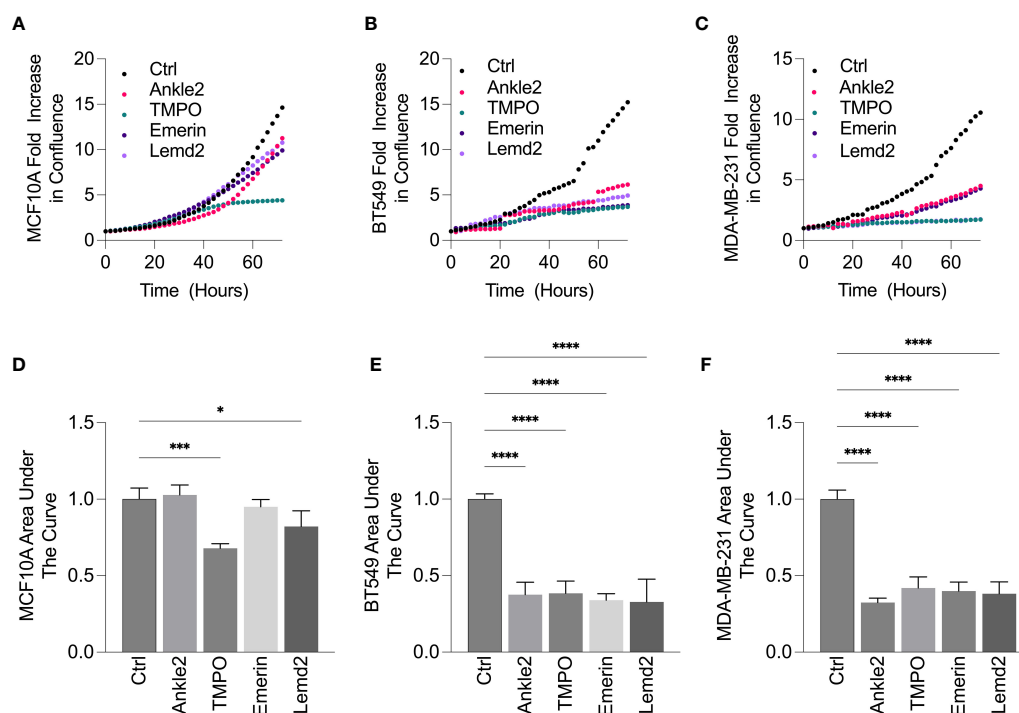 A
MCF10A Fold Increase
in Confluence
20
15
10
5
0
0
20
40
60
Time (Hours)
Ctrl
Ankle2
TMPO
Emerin
Lemd2
B
BT549 Fold Increase
in Confluence
20
15
10
5
0
0
20
40
60
Time (Hours)
Ctrl
Ankle2
TMPO
Emerin
Lemd2
C
MDA-MB-231 Fold Increase
in Confluence
15
10
5
0
0
20
40
60
Time (Hours)
Ctrl
Ankle2
TMPO
Emerin
Lemd2
D
MCF10A Area Under
The Curve
1.5
1.0
0.5
0.0
*
***
Ctrl
Ankle2
TMPO
Emerin
Lemd2
E
BT549 Area Under
The Curve
1.5
1.0
0.5
0.0
****
****
****
****
Ctrl
Ankle2
TMPO
Emerin
Lemd2
F
MDA-MB-231 Area Under
The Curve
1.5
1.0
0.5
0.0
****
****
****
****
Ctrl
Ankle2
TMPO
Emerin
Lemd2